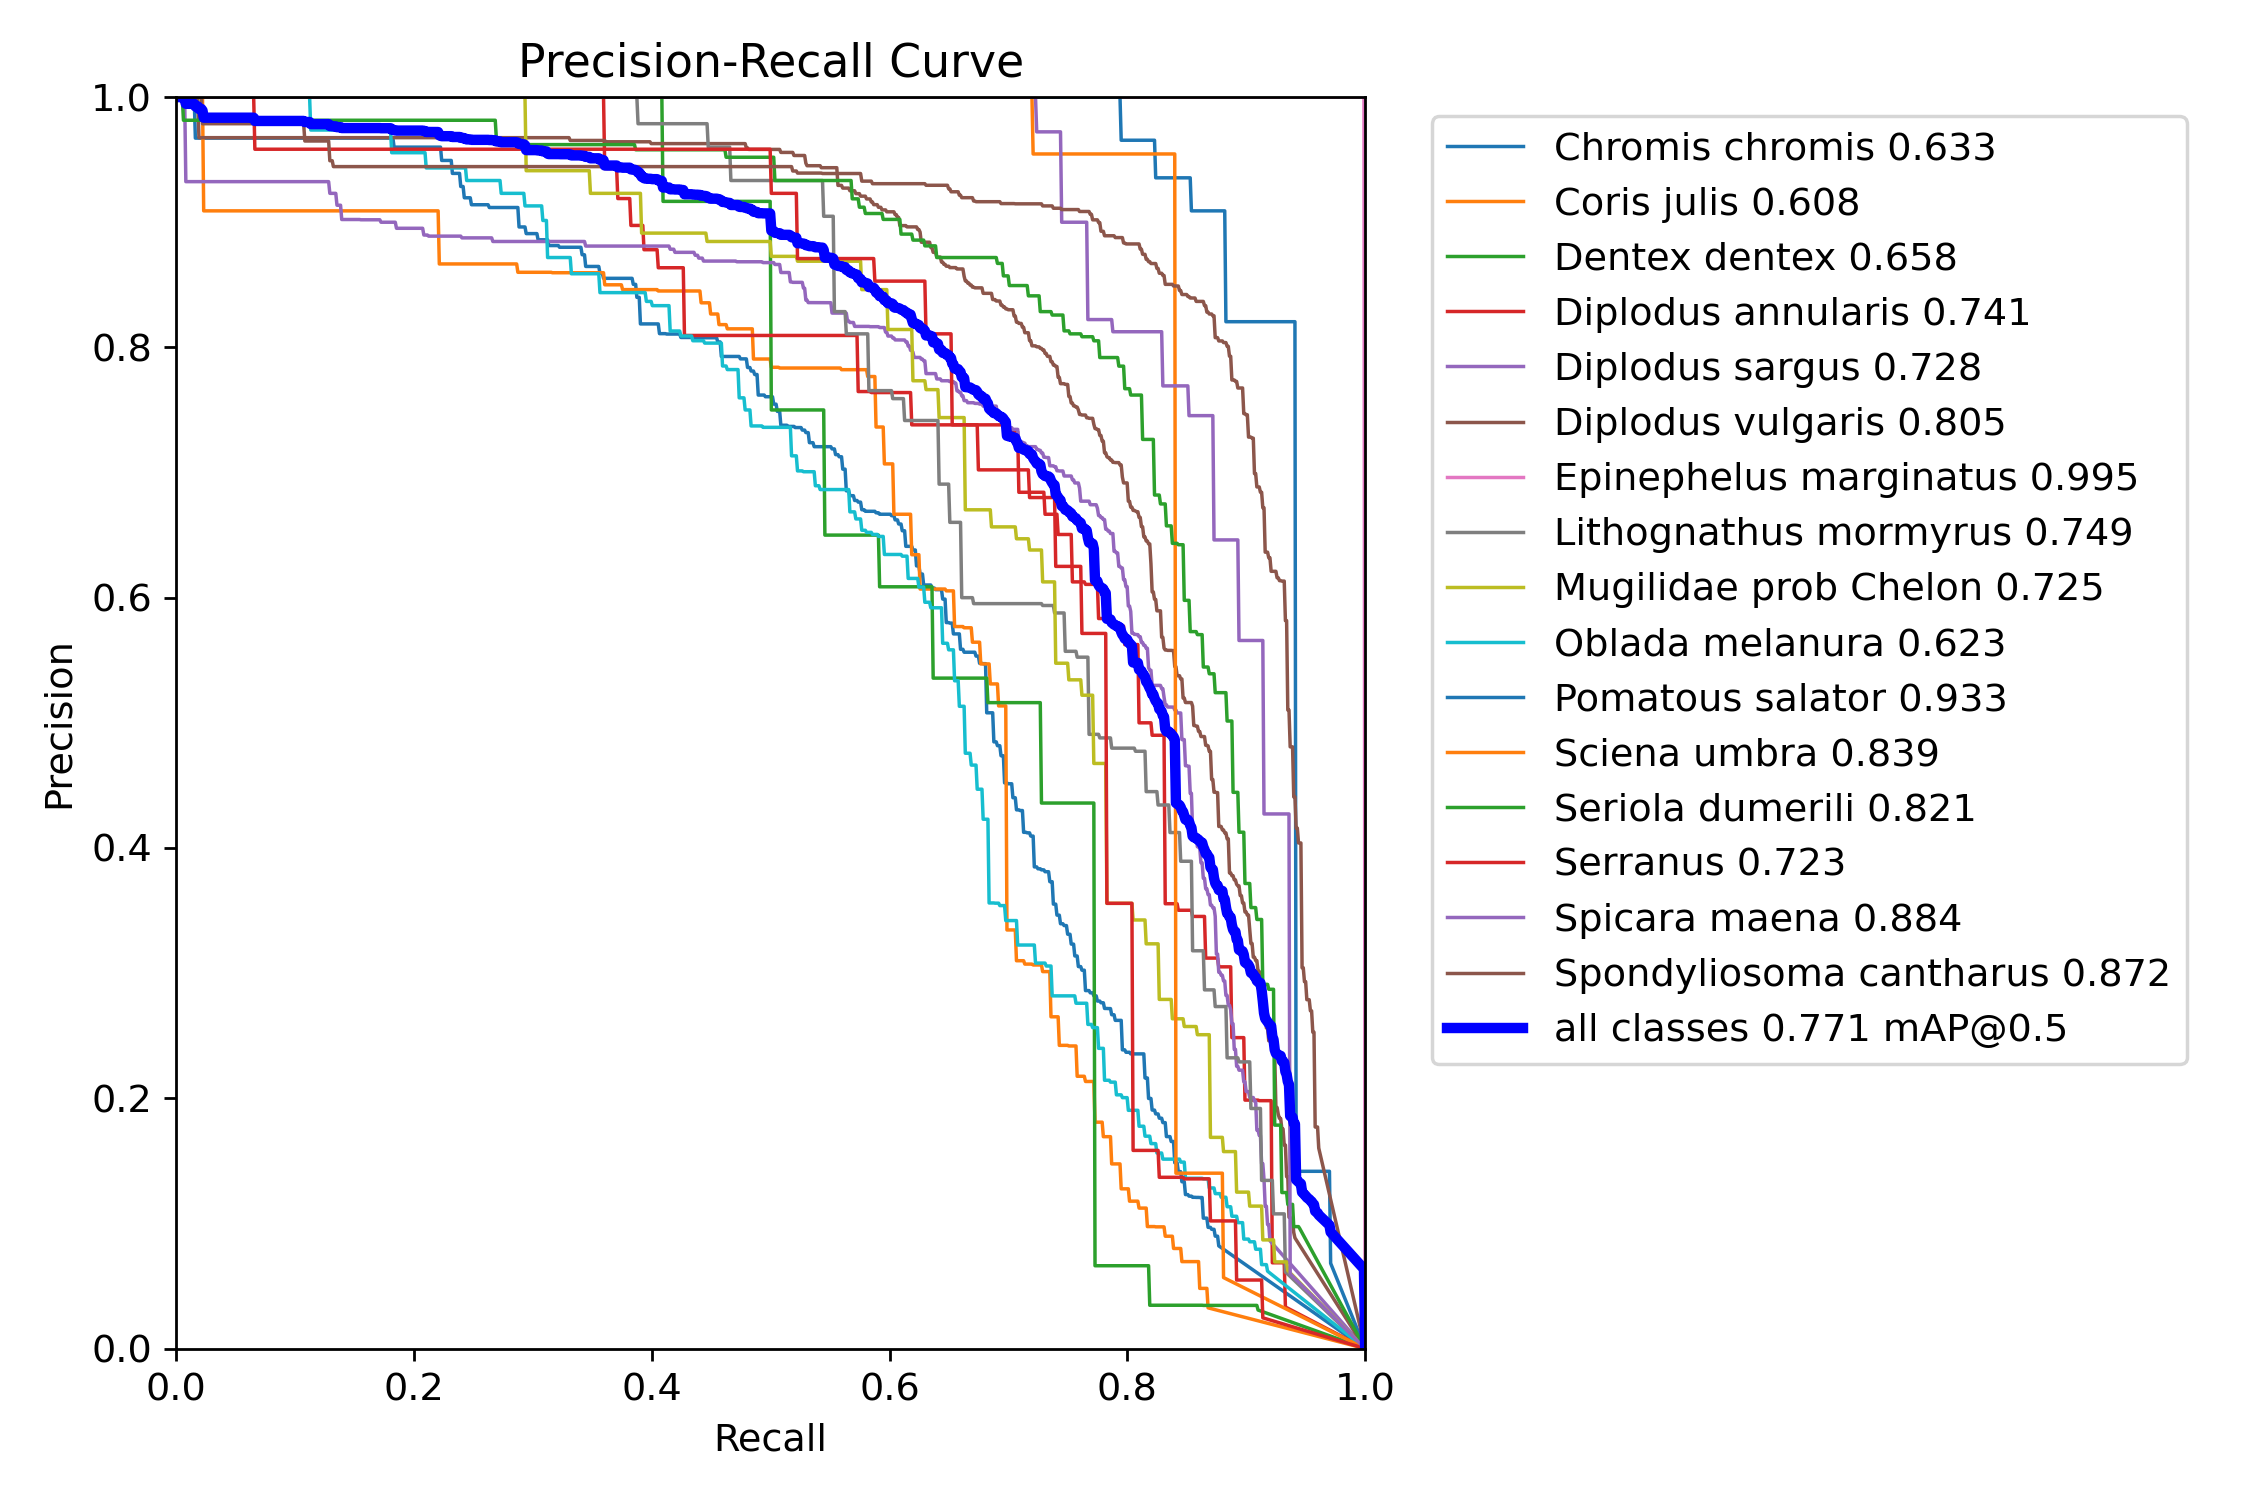 Precision-Recall Curve
1.0
0.8
0.6
0.4
0.2
0.0
Precision
0.0 0.2 0.4 0.6 0.8 1.0
Recall
Chromis chromis 0.633
Coris julis 0.608
Dentex dentex 0.658
Diplodus annularis 0.741
Diplodus sargus 0.728
Diplodus vulgaris 0.805
Epinephelus marginatus 0.995
Lithognathus mormyrus 0.749
Mugilidae prob Chelon 0.725
Oblada melanura 0.623
Pomatous salator 0.933
Sciena umbra 0.839
Seriola dumerili 0.821
Serranus 0.723
Spicara maena 0.884
Spondyliosoma cantharus 0.872
all classes 0.771 mAP@0.5